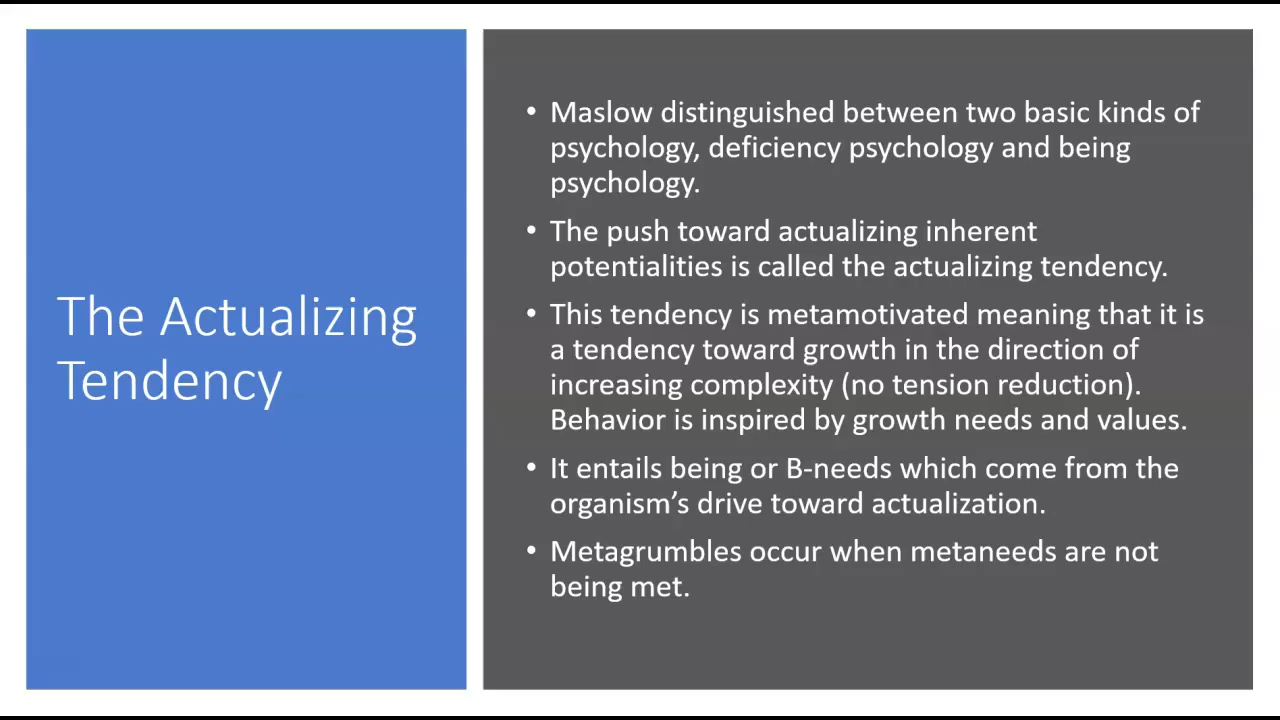 The Actualizing
Tendency
• Maslow distinguished between two basic kinds of
psychology, deficiency psychology and being
psychology.
• The push toward actualizing inherent
potentialities is called the actualizing tendency.
• This tendency is metamotivated meaning that it is
a tendency toward growth in the direction of
increasing complexity (no tension reduction).
Behavior is inspired by growth needs and values.
• It entails being or B-needs which come from the
organism’s drive toward actualization.
• Metagrumbles occur when metaneeds are not
being met.